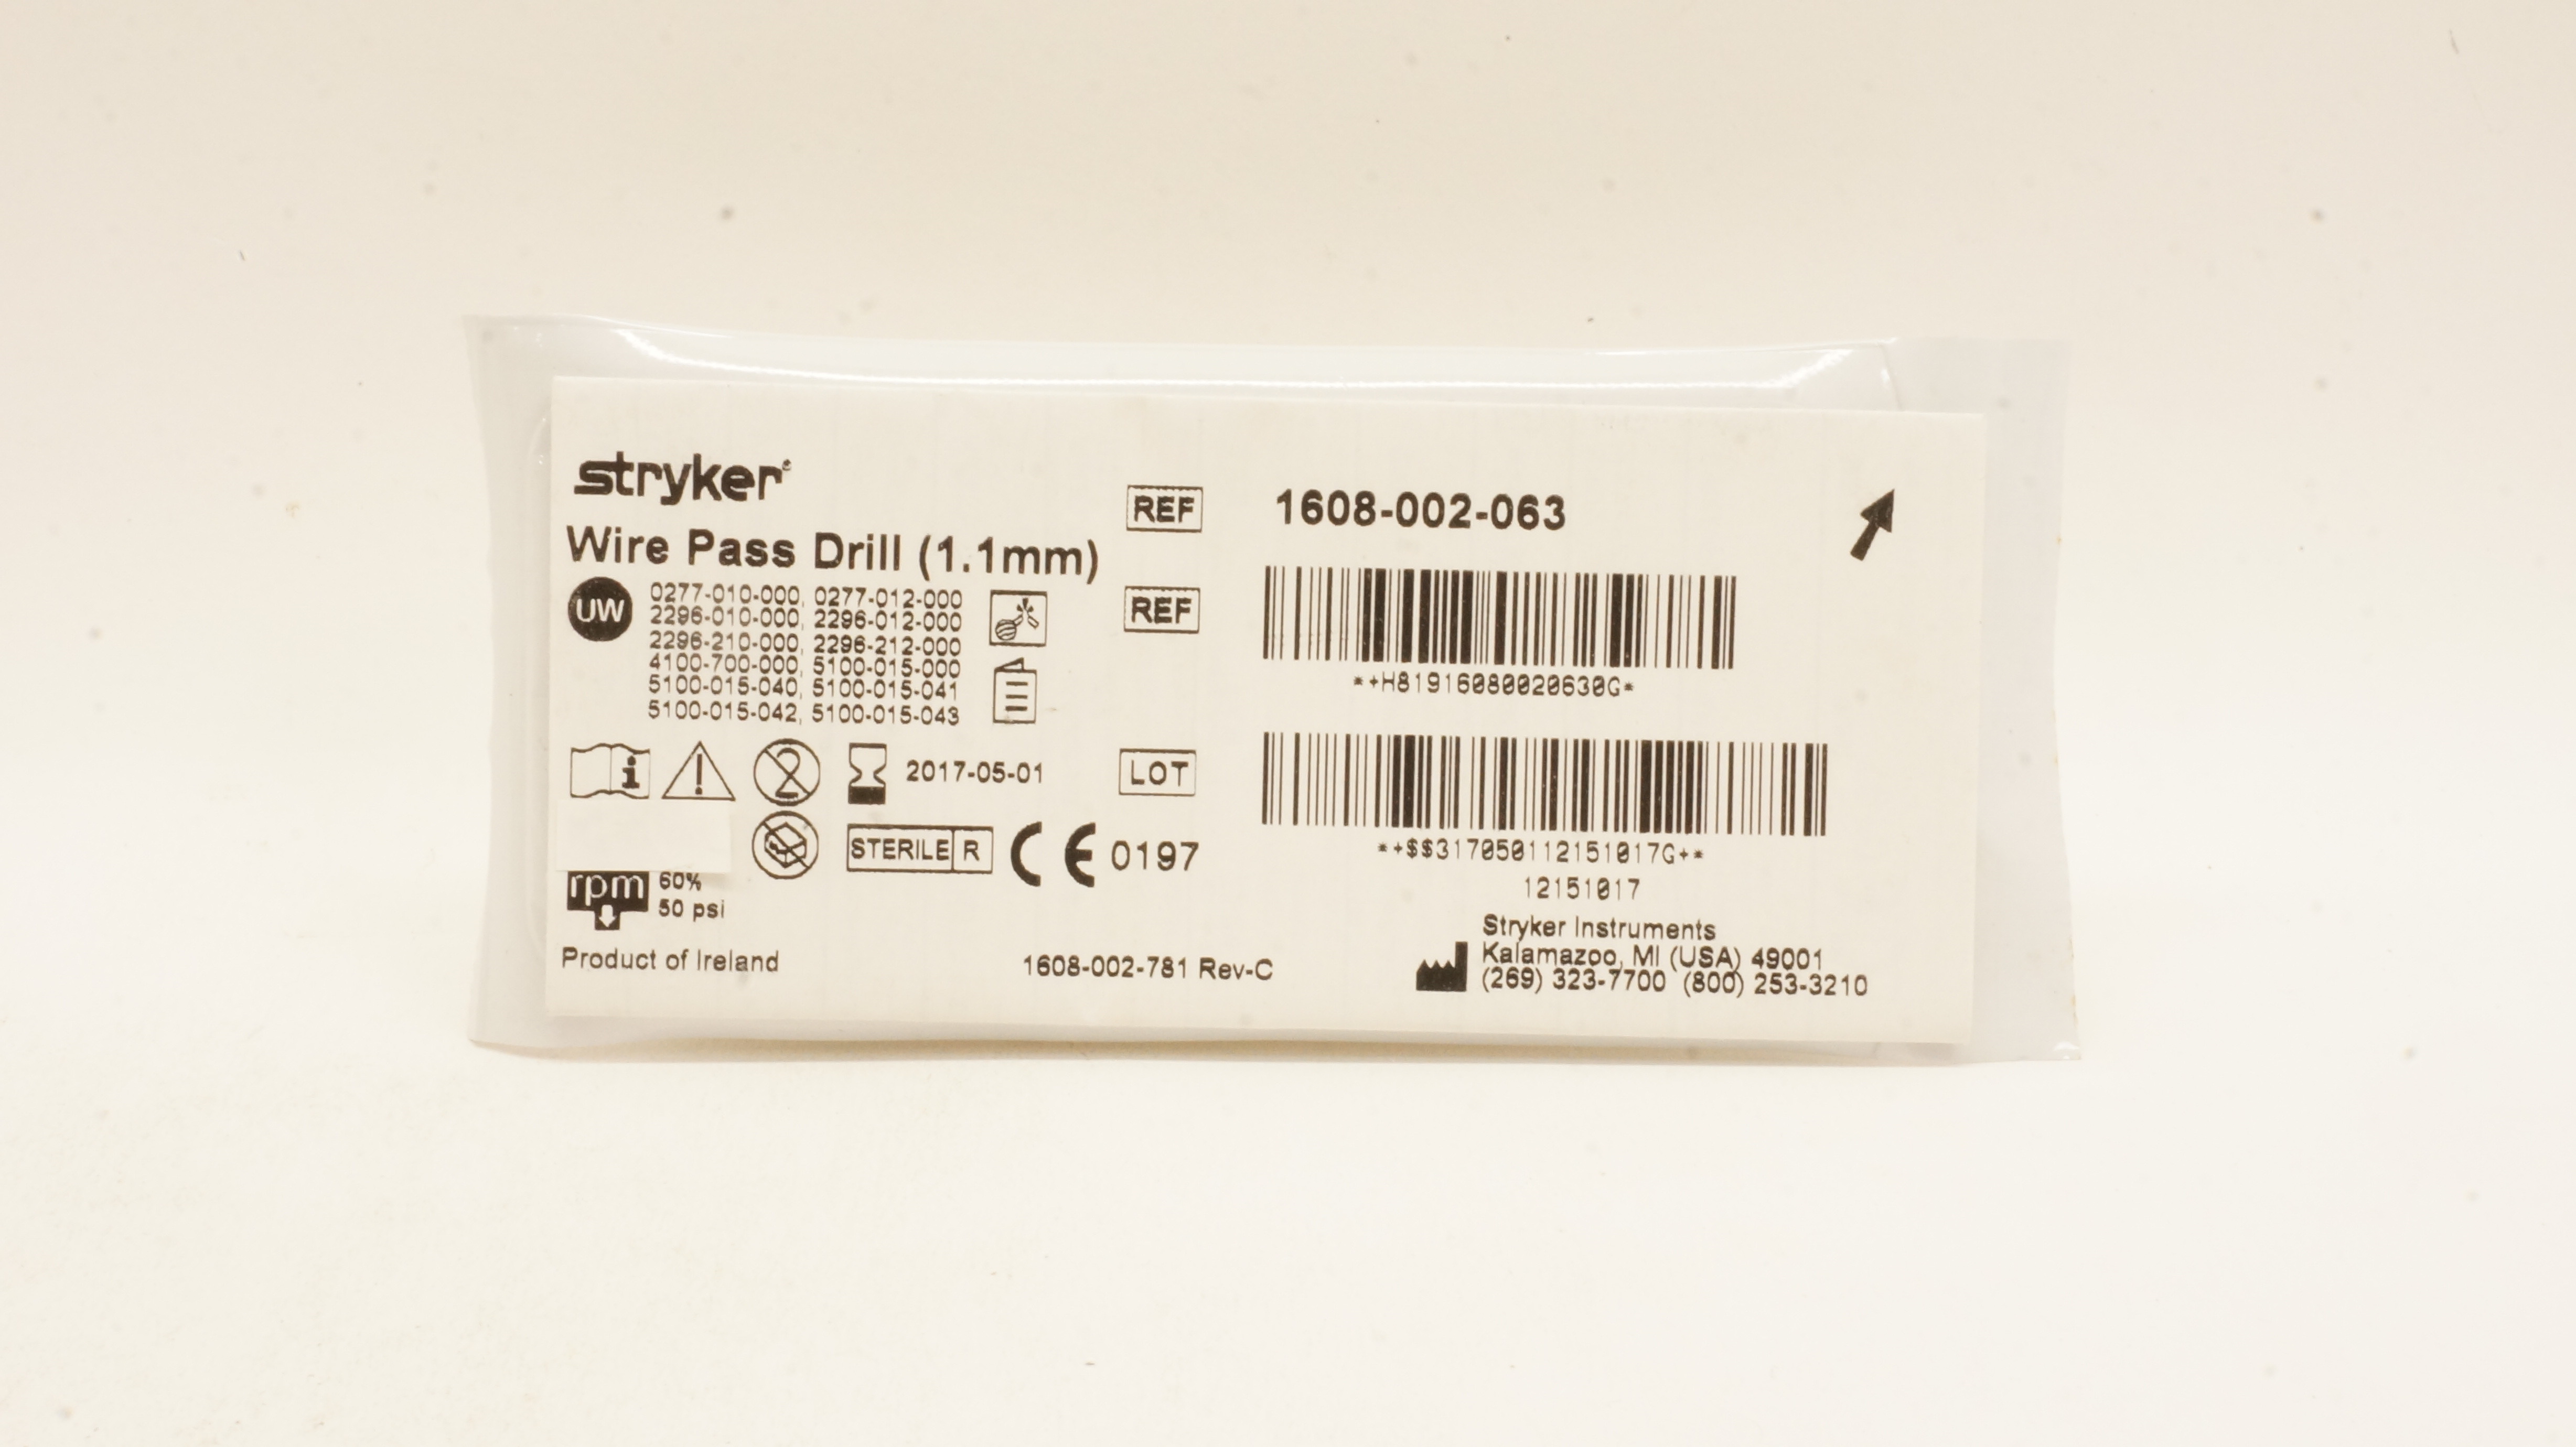 stryker®
Wire Pass Drill (1.1mm)
UW
0277-010-000, 0277-012-000
2296-010-000, 2296-012-000
2296-210-000, 2296-212-000
4100-700-000, 5100-015-000
5100-015-040, 5100-015-041
5100-015-042, 5100-015-043
i
!
2
2017-05-01
STERILE R
CE 0197
rpm
60%
50 psi
Product of Ireland
1608-002-781 Rev-C
REF
1608-002-063
REF
*+H81916080020630G*
LOT
*+$$317050112151017G+*
12151017
Stryker Instruments
Kalamazoo, MI (USA) 49001
(269) 323-7700 (800) 253-3210